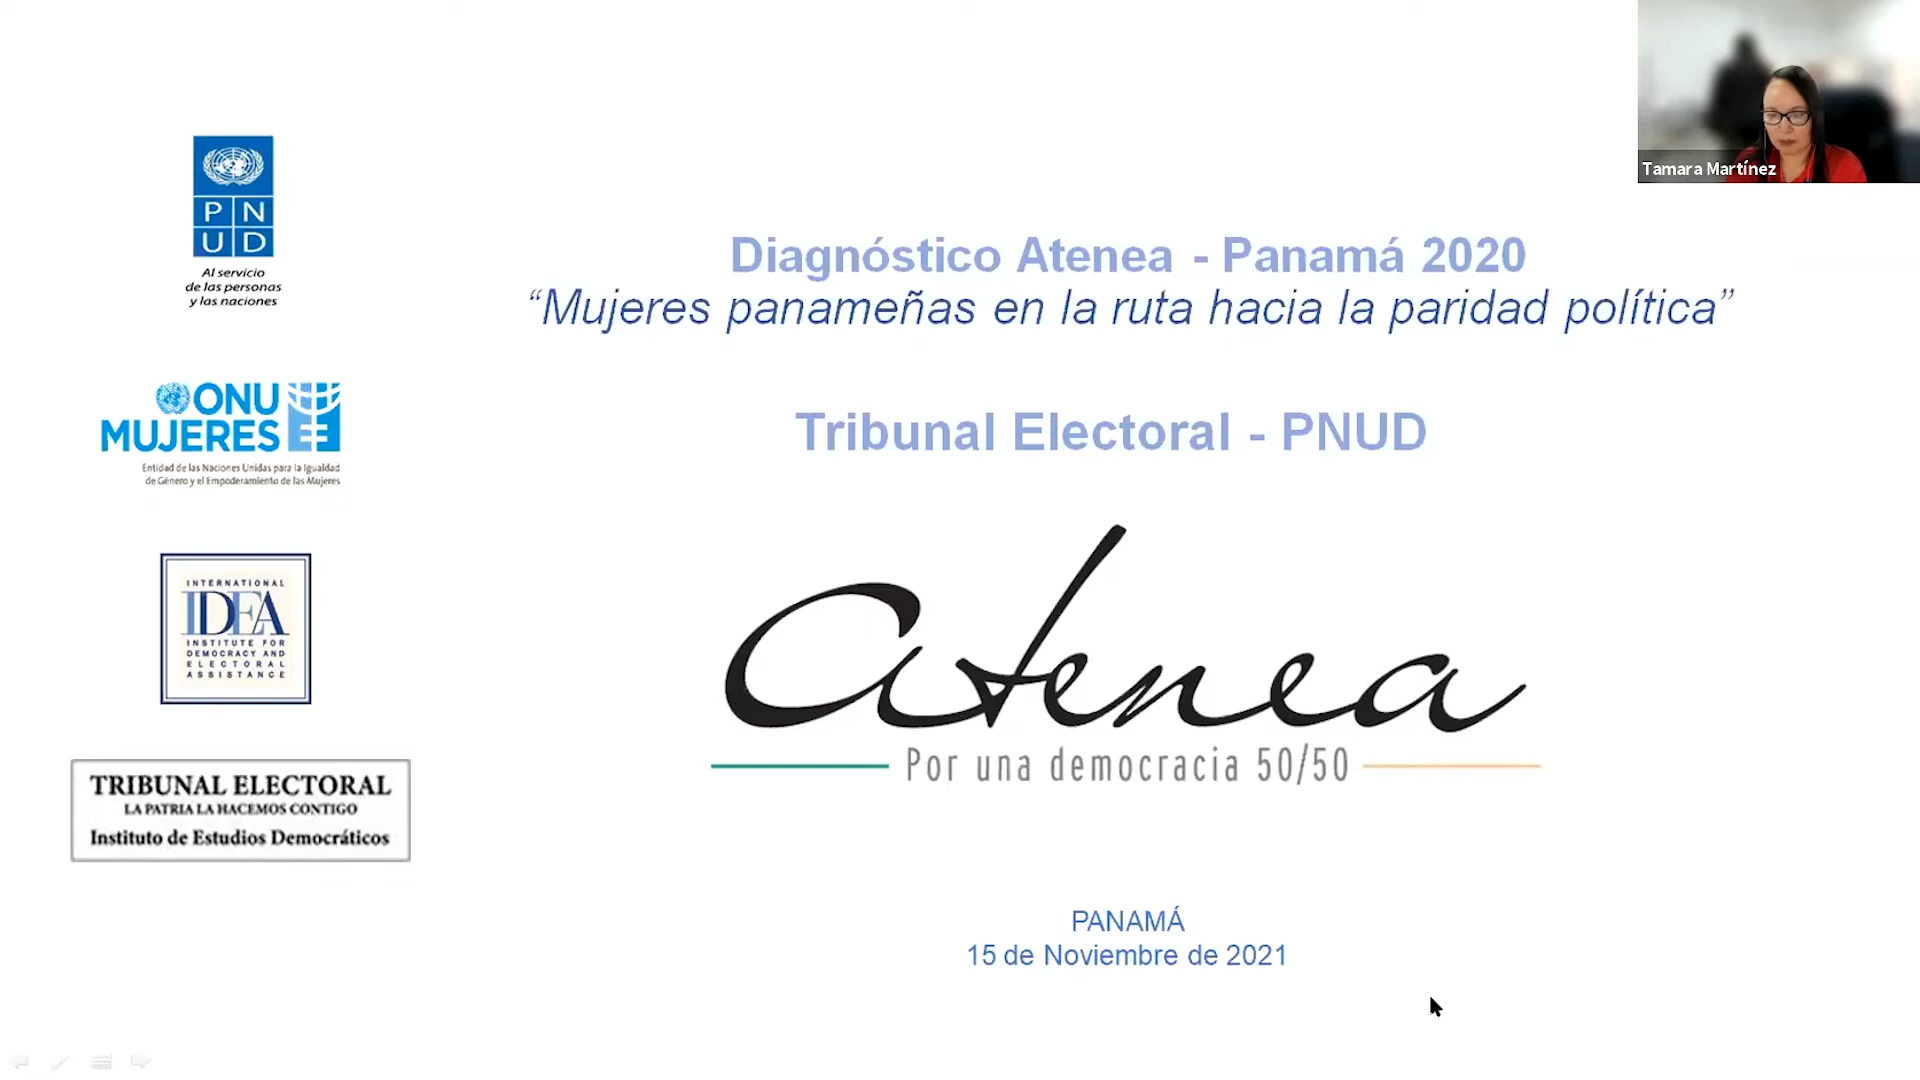 Tamara Martínez
P N
U D
Al servicio
de las personas
y las naciones
ONU
MUJERES
Entidad de las Naciones Unidas para la Igualdad
de Género y el Empoderamiento de las Mujeres
INTERNATIONAL
IDEA
INSTITUTE FOR
DEMOCRACY AND
ELECTORAL
ASSISTANCE
TRIBUNAL ELECTORAL
LA PATRIA LA HACEMOS CONTIGO
Instituto de Estudios Democráticos
Diagnóstico Atenea - Panamá 2020
“Mujeres panameñas en la ruta hacia la paridad política”
Tribunal Electoral - PNUD
atenea
Por una democracia 50/50
PANAMÁ
15 de Noviembre de 2021